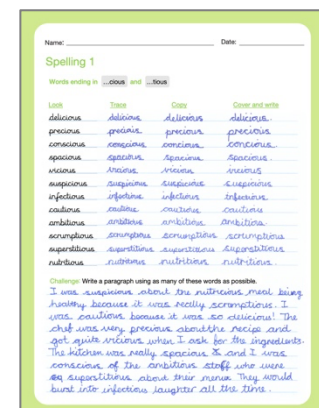 Name: Date:
Spelling 1
Words ending in ...cious and ...tious
Look Trace Copy Cover and write
delicious delicious delicious delicious.
precious precious precious precious
conscious conscious concious concious.
spacious spacious spacious spacious.
vicious vicious vicious vicious
suspicious suspicious suspicious suspicious
infectious infectious infectious infectious.
cautious cautious cautious cautious
ambitious ambitious ambitious ambitious.
scrumptious scrumptious scrumptious scrumptious
superstitious superstitious superstitious superstitious
nutritious nutritious nutritious nutritious.
Challenge: Write a paragraph using as many of these words as possible.
I was suspicious about the nutricious meal being
healthy because it was really scromptious. I
was cautious because it was so delicious! The
chef was very precious about the recipe and
got quite vicious when I ask for the ingredients.
The kitchen was really spacious & and I was
conscious of the ambitious staff who were
superstitious about their menus. They would
burst into infectious laughter all the time.